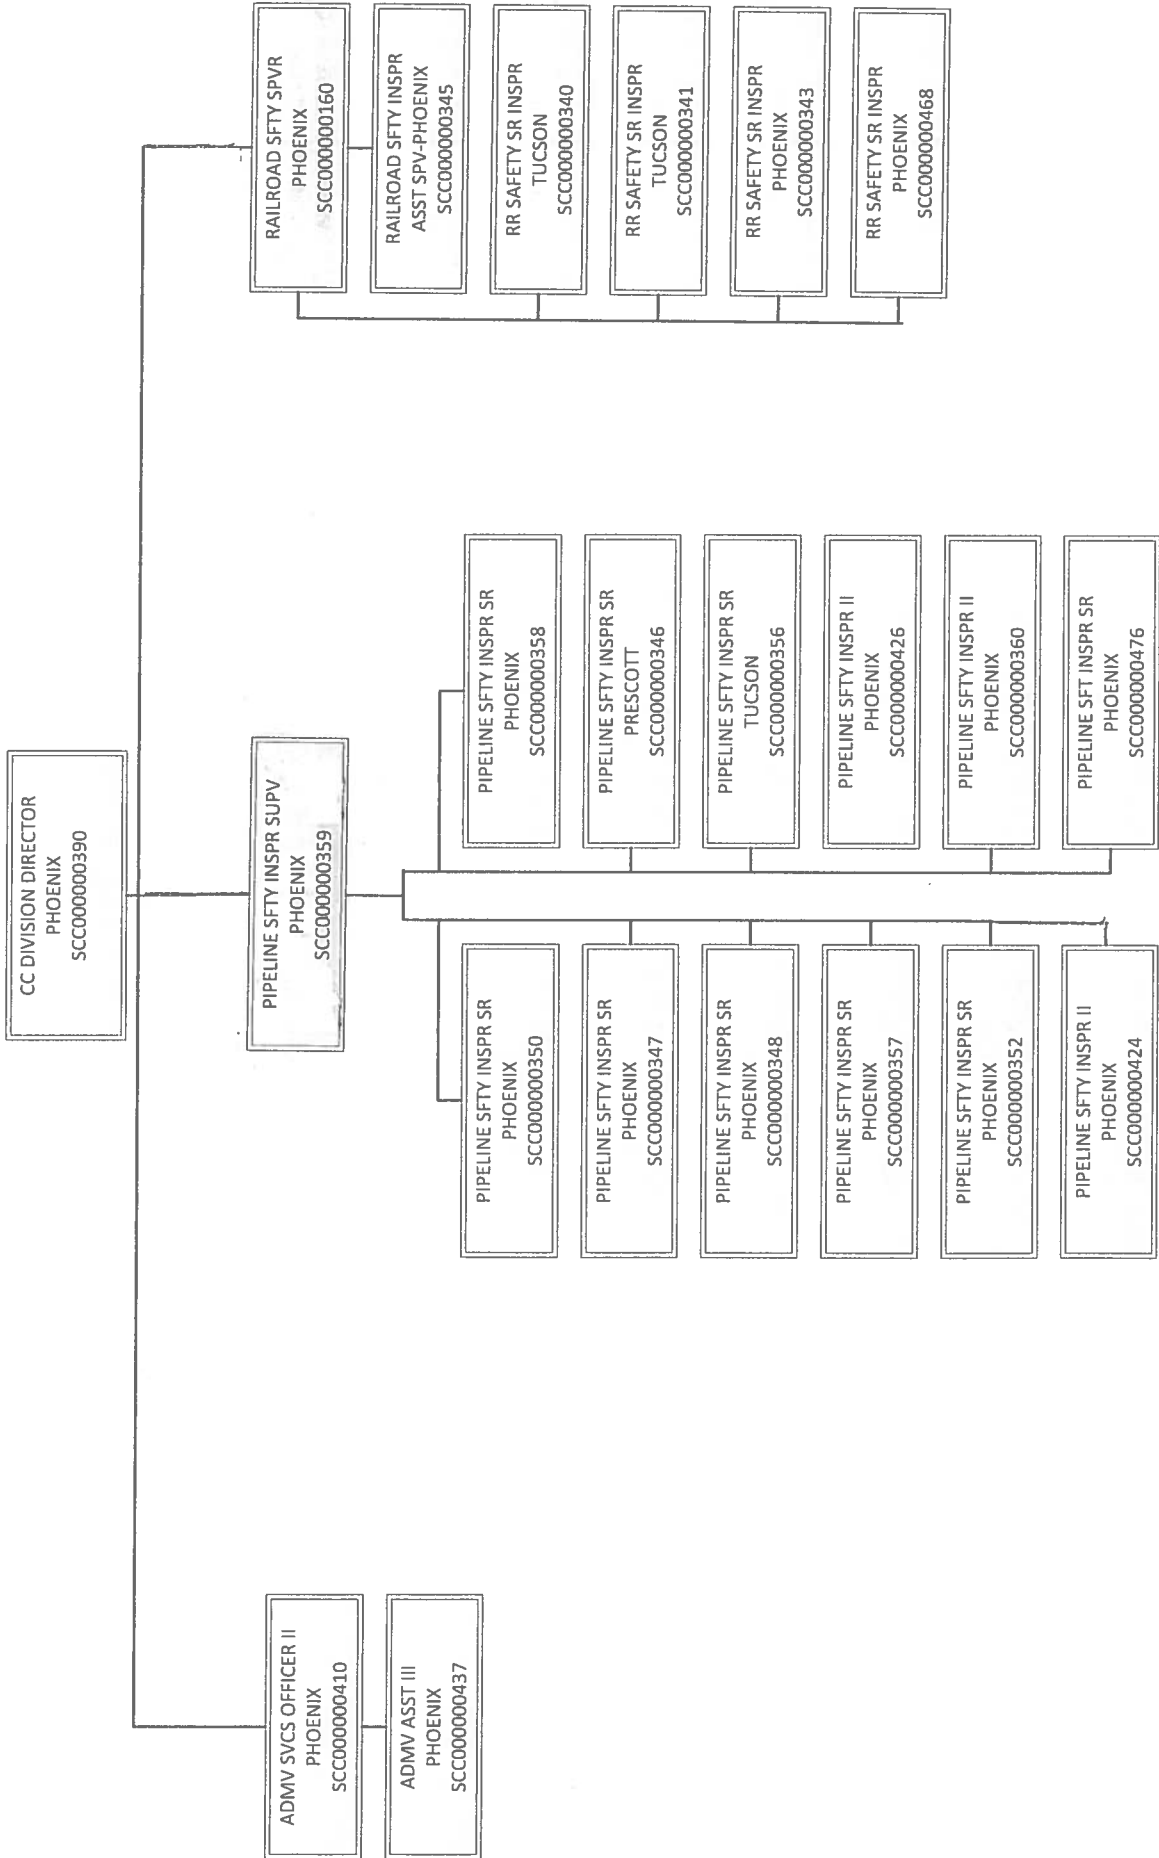 CC DIVISION DIRECTOR
PHOENIX
SCC000000390
ADMV SVCS OFFICER II
PHOENIX
SCC000000410
ADMV ASST III
PHOENIX
SCC000000437
PIPELINE SFTY INSPR SUPV
PHOENIX
SCC000000359
PIPELINE SFTY INSPR SR
PHOENIX
SCC000000350
PIPELINE SFTY INSPR SR
PHOENIX
SCC000000347
PIPELINE SFTY INSPR SR
PHOENIX
SCC000000348
PIPELINE SFTY INSPR SR
PHOENIX
SCC000000357
PIPELINE SFTY INSPR SR
PHOENIX
SCC000000352
PIPELINE SFTY INSPR II
PHOENIX
SCC000000424
PIPELINE SFTY INSPR SR
PHOENIX
SCC000000358
PIPELINE SFTY INSPR SR
PRESCOTT
SCC000000346
PIPELINE SFTY INSPR SR
TUCSON
SCC000000356
PIPELINE SFTY INSPR II
PHOENIX
SCC000000426
PIPELINE SFTY INSPR II
PHOENIX
SCC000000360
PIPELINE SFT INSPR SR
PHOENIX
SCC000000476
RAILROAD SFTY SPVR
PHOENIX
SCC000000160
RAILROAD SFTY INSPR
ASST SPV-PHOENIX
SCC000000345
RR SAFETY SR INSPR
TUCSON
SCC000000340
RR SAFETY SR INSPR
TUCSON
SCC000000341
RR SAFETY SR INSPR
PHOENIX
SCC000000343
RR SAFETY SR INSPR
PHOENIX
SCC000000468